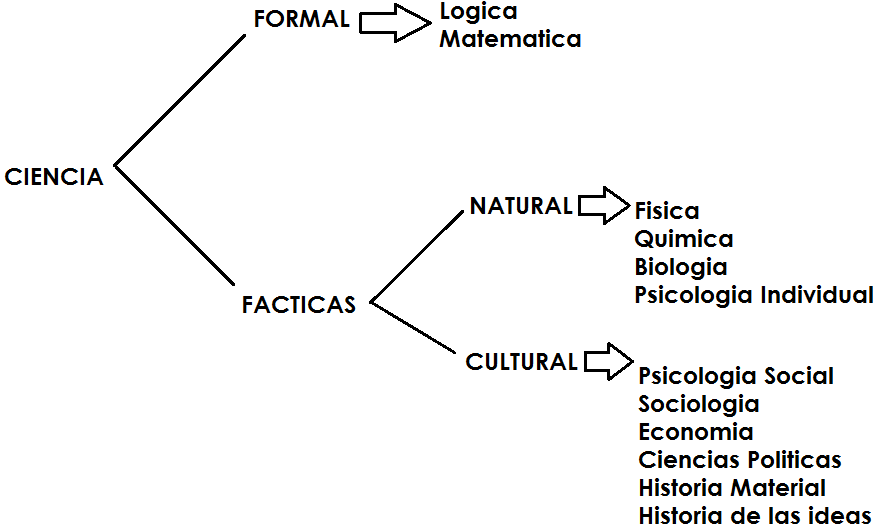 FORMAL
Logica
Matematica
CIENCIA
NATURAL
Fisica
Quimica
Biologia
Psicologia Individual
FACTICAS
CULTURAL
Psicologia Social
Sociologia
Economia
Ciencias Politicas
Historia Material
Historia de las ideas